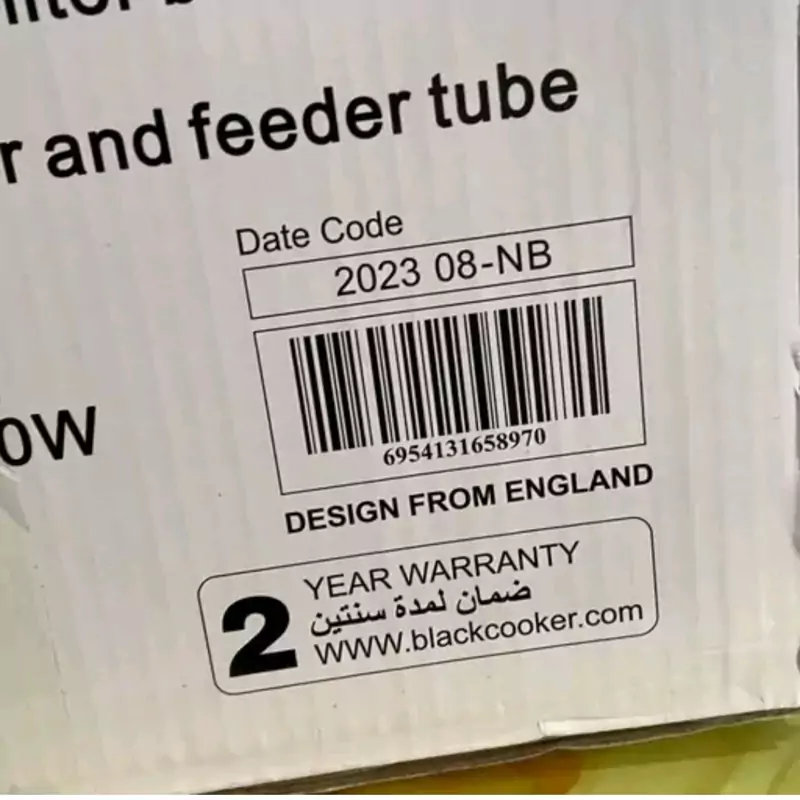 r and feeder tube
Date Code
2023 08-NB
0W
6954131658970
DESIGN FROM ENGLAND
2 YEAR WARRANTY
ضمان لمدة سنتين
WWW.blackcooker.com